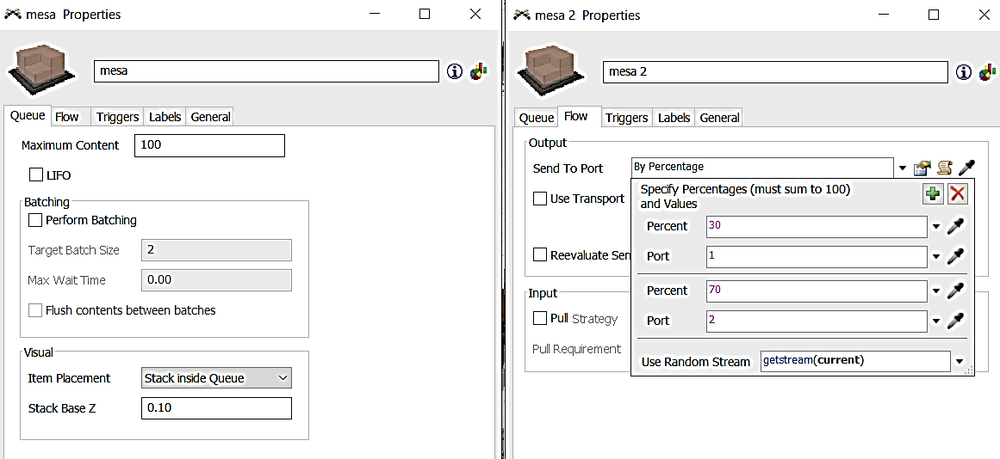 mesa Properties
mesa
Queue Flow Triggers Labels General
Maximum Content 100
LIFO
Batching
Perform Batching
Target Batch Size 2
Max Wait Time 0.00
Flush contents between batches
Visual
Item Placement Stack inside Queue
Stack Base Z 0.10
mesa 2 Properties
mesa 2
Queue Flow Triggers Labels General
Output
Send To Port By Percentage
Use Transport
Reevaluate Sen
Specify Percentages (must sum to 100)
and Values
Percent 30
Port 1
Percent 70
Port 2
Use Random Stream getstream(current)
Input
Pull Strategy
Pull Requirement